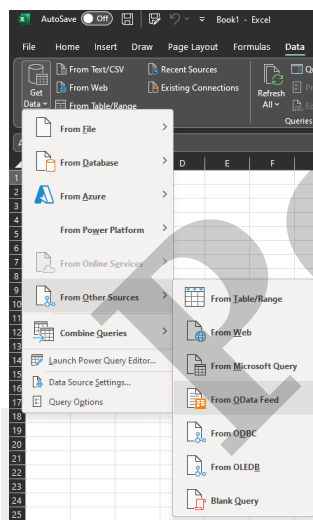 AutoSave Off Book1 - Excel
File Home Insert Draw Page Layout Formulas Data
Get Data
From Text/CSV
From Web
From Table/Range
Recent Sources
Existing Connections
Refresh All
Queries
From File
From Database
From Azure
From Power Platform
From Online Services
From Other Sources
Combine Queries
Launch Power Query Editor...
Data Source Settings...
Query Options
From Table/Range
From Web
From Microsoft Query
From OData Feed
From ODBC
From OLEDB
Blank Query
D E F
1
2
3
4
5
6
7
8
9
10
11
12
13
14
15
16
17
18
19
20
21
22
23
24
25